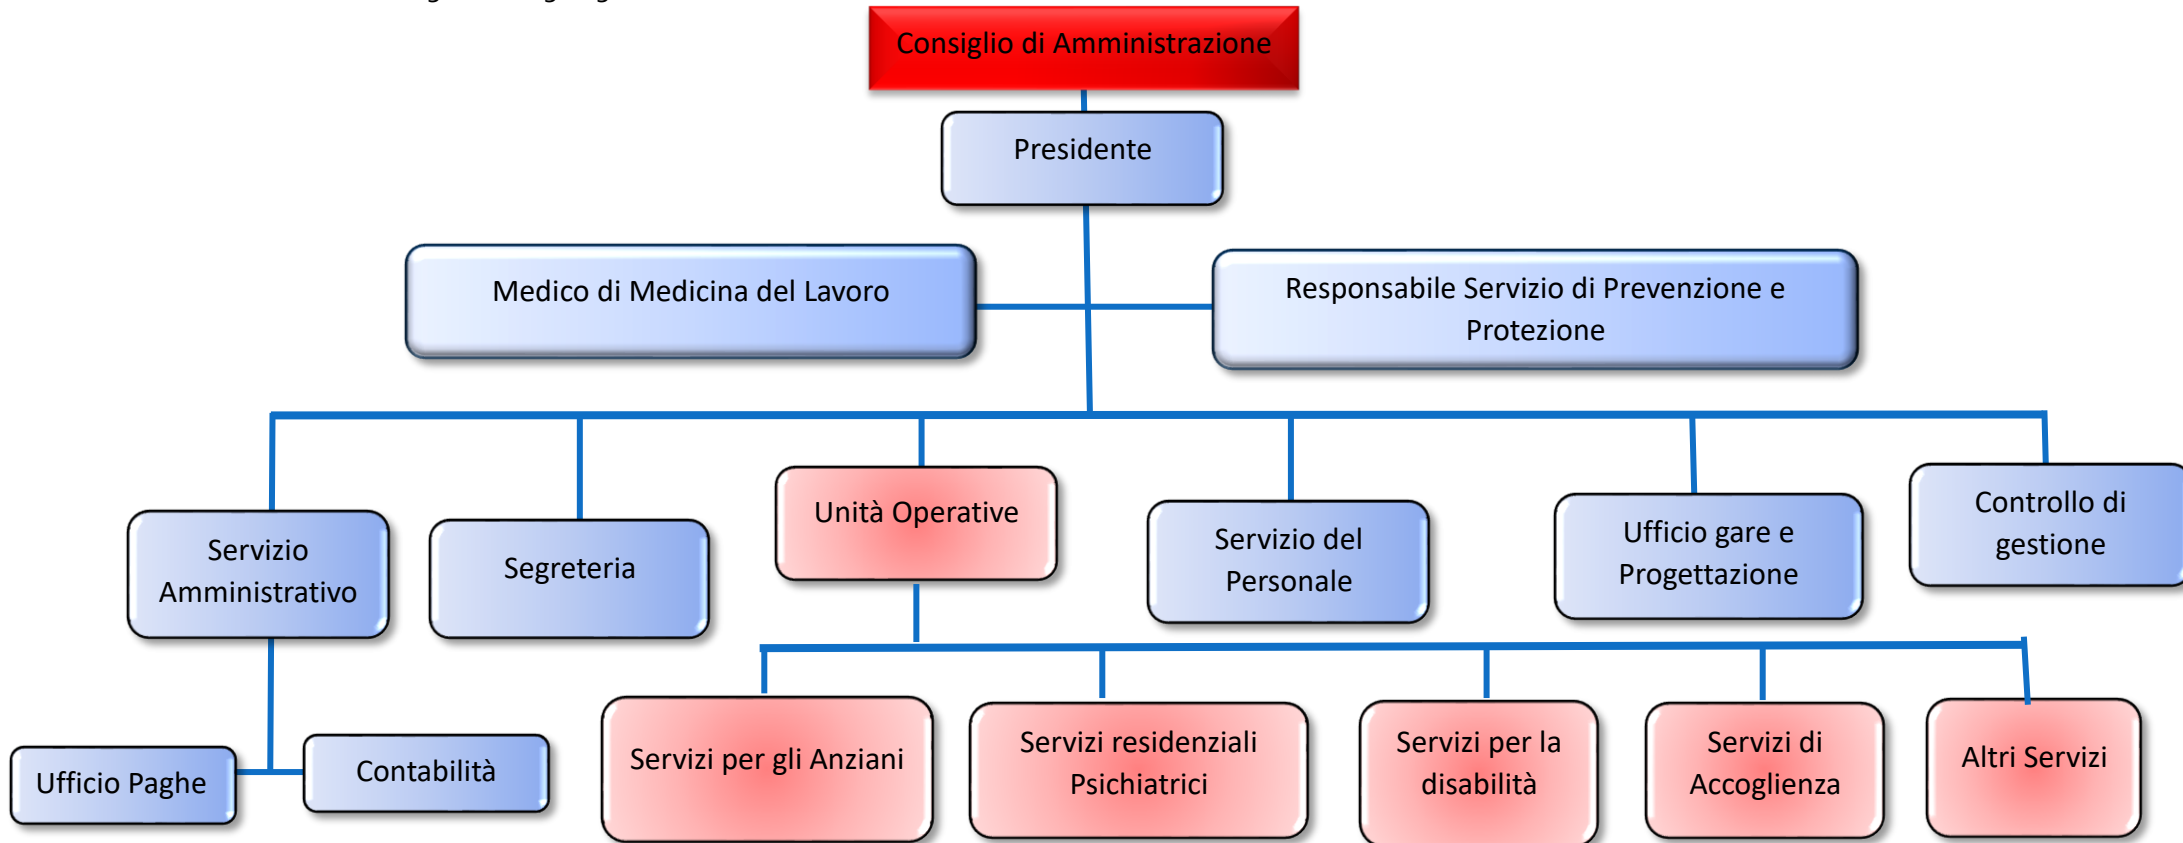 Consiglio di Amministrazione
Presidente
Medico di Medicina del Lavoro
Responsabile Servizio di Prevenzione e
Protezione
Servizio
Amministrativo
Segreteria
Unità Operative
Servizio del
Personale
Ufficio gare e
Progettazione
Controllo di
gestione
Ufficio Paghe
Contabilità
Servizi per gli Anziani
Servizi residenziali
Psichiatrici
Servizi per la
disabilità
Servizi di
Accoglienza
Altri Servizi